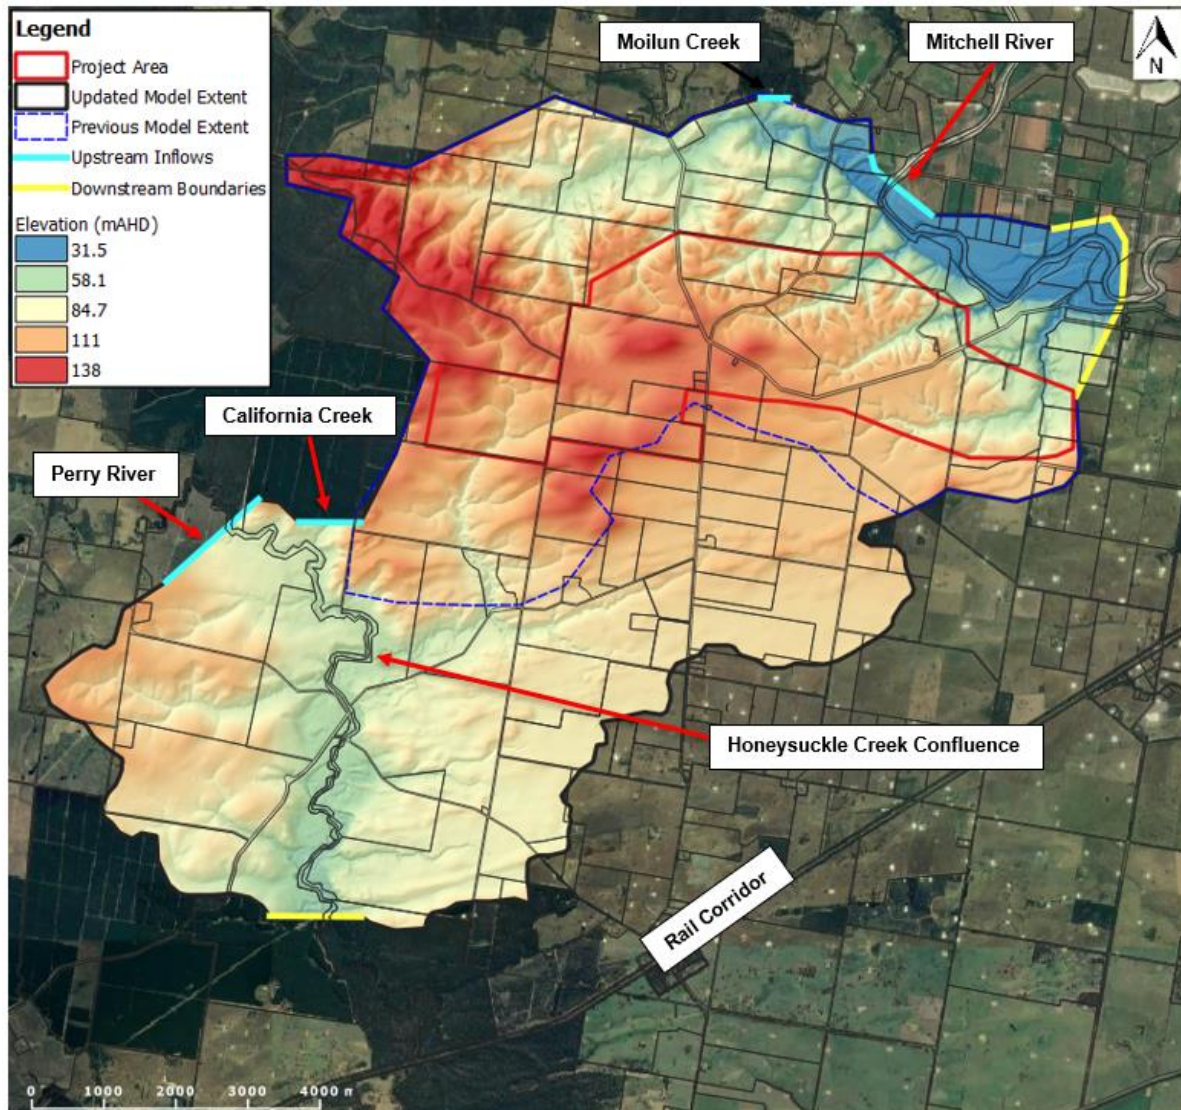 Legend
Project Area
Updated Model Extent
Previous Model Extent
Upstream Inflows
Downstream Boundaries
Elevation (mAHD)
31.5
58.1
84.7
111
138
Moilun Creek
Mitchell River
N
California Creek
Perry River
Honeysuckle Creek Confluence
Rail Corridor
0 1000 2000 3000 4000 m